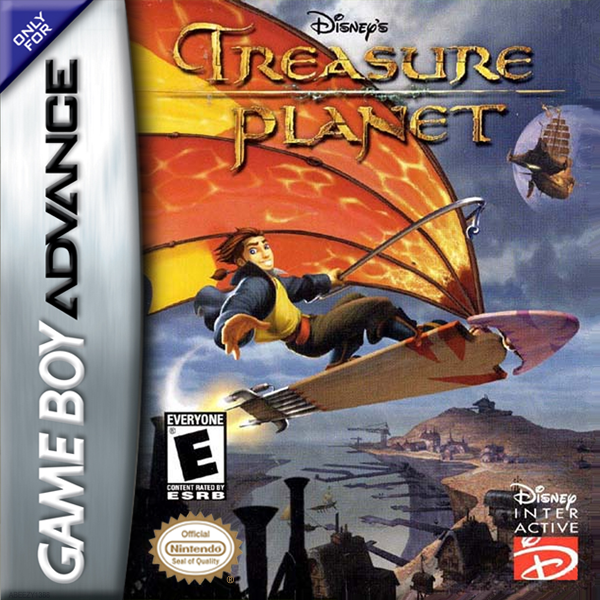 ONLY
FOR
GAME BOY ADVANCE
Disney's
TREASURE
PLANET
EVERYONE
E
®
CONTENT RATED BY
ESRB
Official
Nintendo
Seal of Quality
®
Disney
INTER
ACTIVE
D